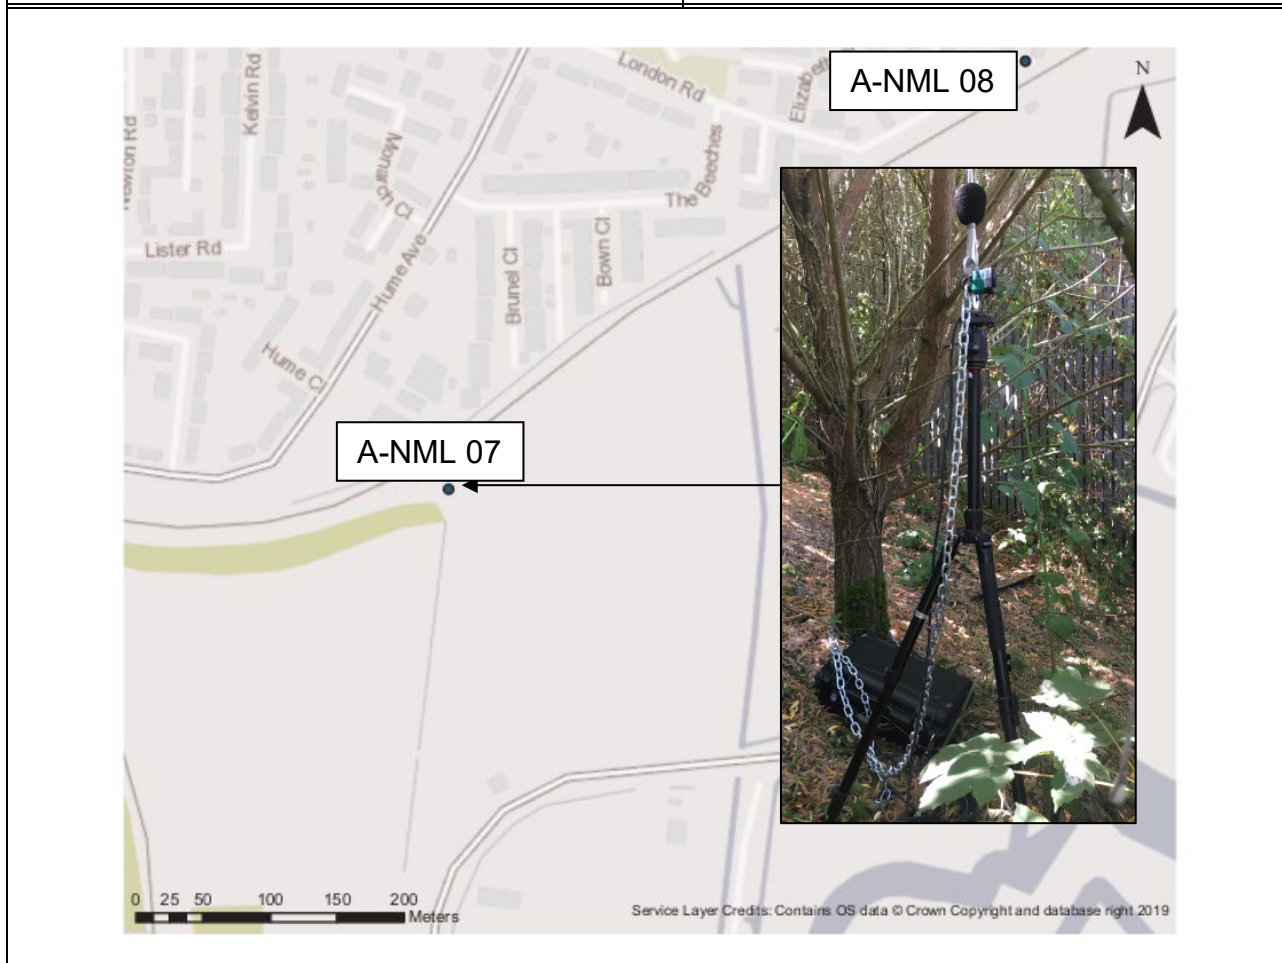 A-NML 08
N
London Rd
Kelvin Rd
Newton Rd
Monarch Cl
The Beeches
Lister Rd
Hume Ave
Brunel Cl
Bown Cl
Hume Cl
A-NML 07
0 25 50 100 150 200
Meters
Service Layer Credits: Contains OS data © Crown Copyright and database right 2019